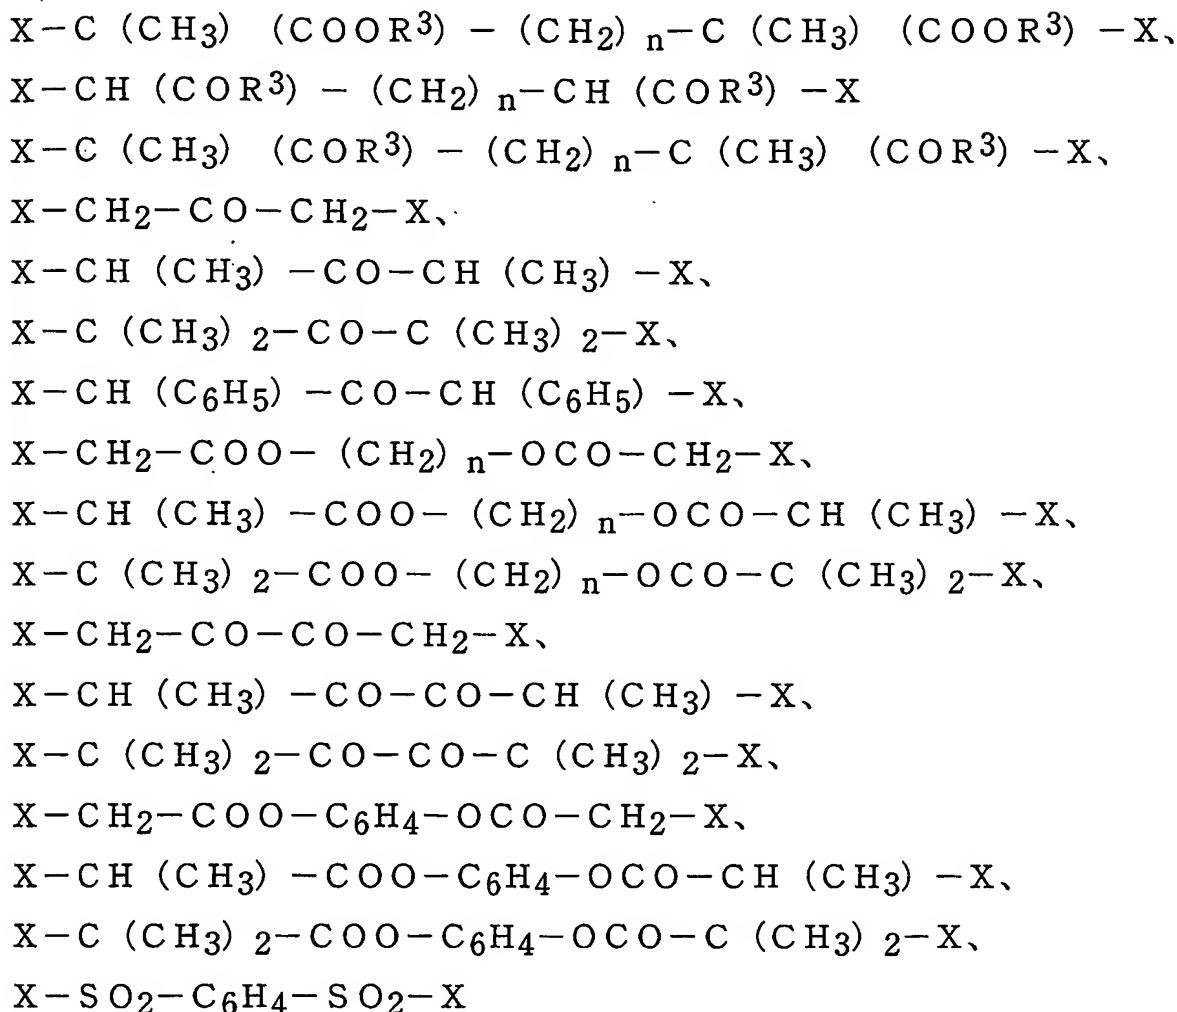 X−C (CH₃) (COOR³) − (CH₂) ₙ−C (CH₃) (COOR³) −X、
X−CH (COR³) − (CH₂) ₙ−CH (COR³) −X
X−C (CH₃) (COR³) − (CH₂) ₙ−C (CH₃) (COR³) −X、
X−CH₂−CO−CH₂−X、
X−CH (CH₃) −CO−CH (CH₃) −X、
X−C (CH₃) ₂−CO−C (CH₃) ₂−X、
X−CH (C₆H₅) −CO−CH (C₆H₅) −X、
X−CH₂−COO− (CH₂) ₙ−OCO−CH₂−X、
X−CH (CH₃) −COO− (CH₂) ₙ−OCO−CH (CH₃) −X、
X−C (CH₃) ₂−COO− (CH₂) ₙ−OCO−C (CH₃) ₂−X、
X−CH₂−CO−CO−CH₂−X、
X−CH (CH₃) −CO−CO−CH (CH₃) −X、
X−C (CH₃) ₂−CO−CO−C (CH₃) ₂−X、
X−CH₂−COO−C₆H₄−OCO−CH₂−X、
X−CH (CH₃) −COO−C₆H₄−OCO−CH (CH₃) −X、
X−C (CH₃) ₂−COO−C₆H₄−OCO−C (CH₃) ₂−X、
X−SO₂−C₆H₄−SO₂−X